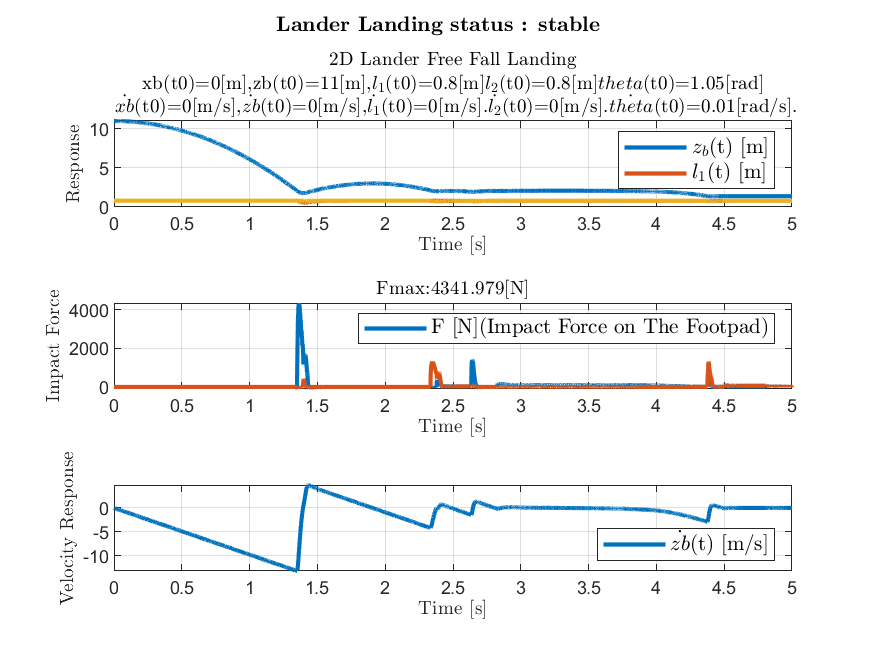 Lander Landing status : stable
2D Lander Free Fall Landing
xb(t0)=0[m],zb(t0)=11[m],l₁(t0)=0.8[m]l₂(t0)=0.8[m]theta(t0)=1.05[rad]
ẋb(t0)=0[m/s],żb(t0)=0[m/s],l̇₁(t0)=0[m/s].l̇₂(t0)=0[m/s].thėta(t0)=0.01[rad/s].
Response
10
5
0
z_b(t) [m]
l₁(t) [m]
0 0.5 1 1.5 2 2.5 3 3.5 4 4.5 5
Time [s]
Fmax:4341.979[N]
Impact Force
4000
2000
0
F [N](Impact Force on The Footpad)
0 0.5 1 1.5 2 2.5 3 3.5 4 4.5 5
Time [s]
Velocity Response
0
-5
-10
żb(t) [m/s]
0 0.5 1 1.5 2 2.5 3 3.5 4 4.5 5
Time [s]